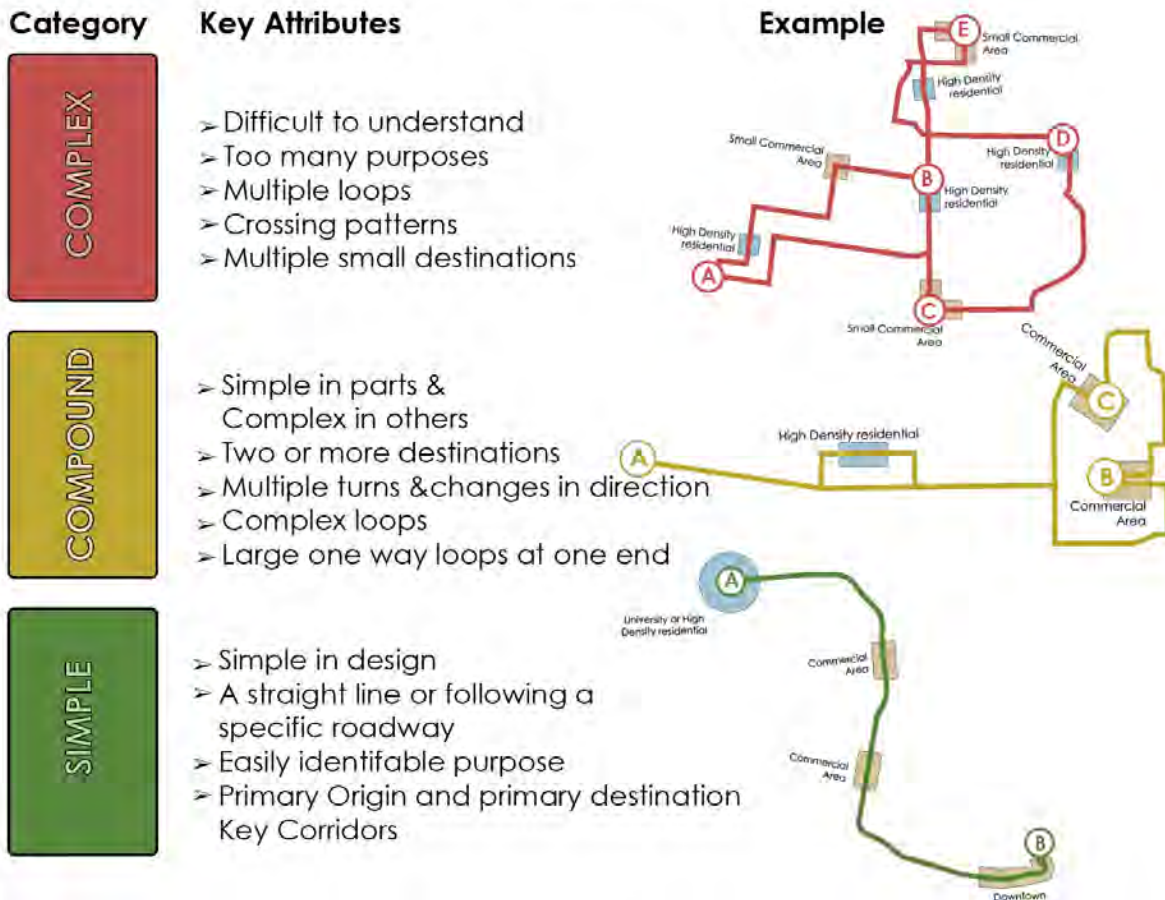 Category Key Attributes Example
COMPLEX
➢ Difficult to understand
➢ Too many purposes
➢ Multiple loops
➢ Crossing patterns
➢ Multiple small destinations
E
Small Commercial
Area
High Density
residential
D
High Density
residential
Small Commercial
Area
B
High Density
residential
High Density
residential
A
C
Small Commercial
Area
COMPOUND
➢ Simple in parts &
Complex in others
➢ Two or more destinations
➢ Multiple turns &changes in direction
➢ Complex loops
➢ Large one way loops at one end
Commercial
Area
C
High Density residential
A
B
Commercial
Area
SIMPLE
➢ Simple in design
➢ A straight line or following a
specific roadway
➢ Easily identifable purpose
➢ Primary Origin and primary destination
Key Corridors
A
University or High
Density residential
Commercial
Area
Commercial
Area
B
Downtown